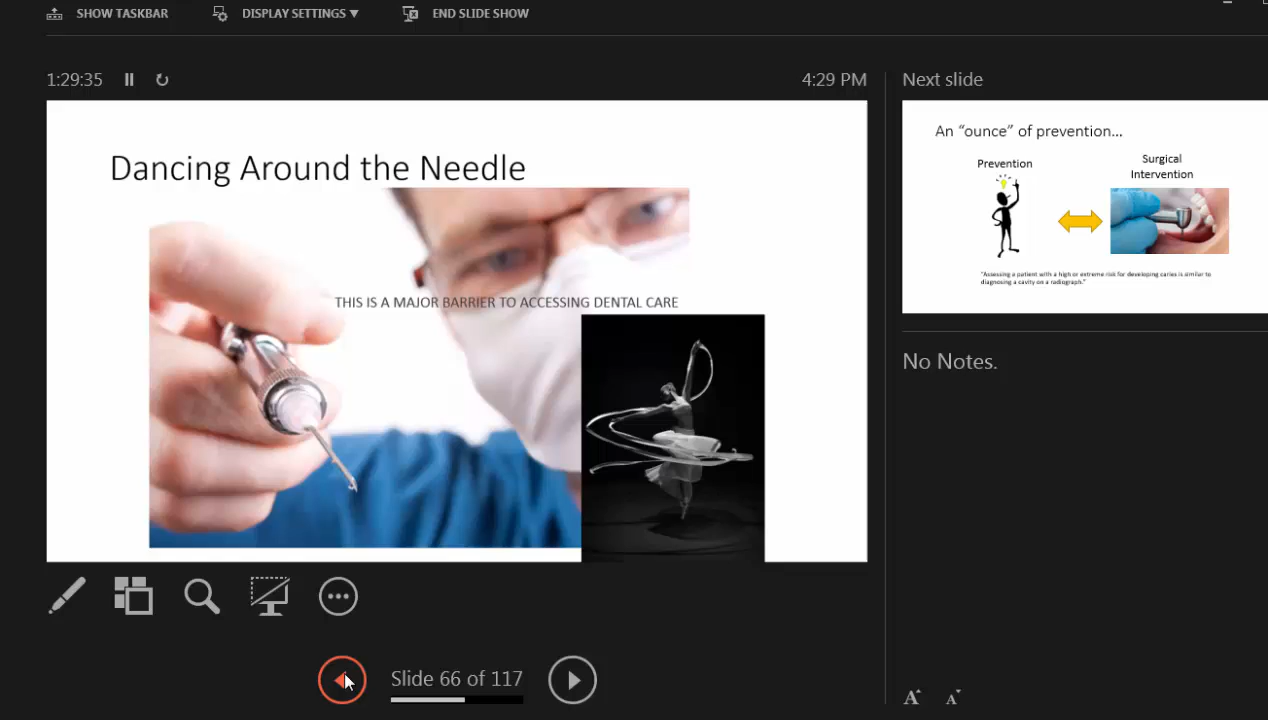 SHOW TASKBAR
DISPLAY SETTINGS ▼
END SLIDE SHOW
1:29:35
4:29 PM
Dancing Around the Needle
THIS IS A MAJOR BARRIER TO ACCESSING DENTAL CARE
Slide 66 of 117
Next slide
An “ounce” of prevention...
Prevention
Surgical
Intervention
"Assessing a patient with a high or extreme risk for developing caries is similar to
diagnosing a cavity on a radiograph."
No Notes.
A A